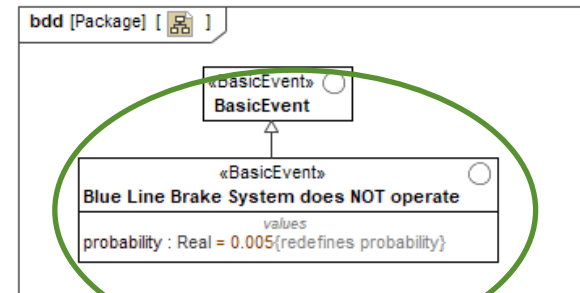 bdd [Package] [ ]
«BasicEvent»
BasicEvent
«BasicEvent»
Blue Line Brake System does NOT operate
values
probability : Real = 0.005{redefines probability}